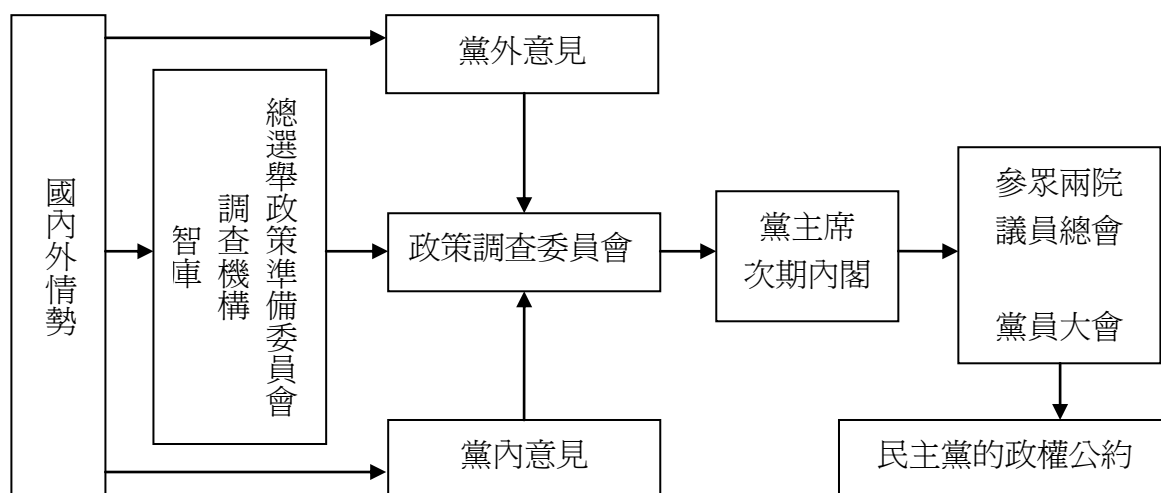 國內外情勢
總選舉政策準備委員會
調查機構
智庫
黨外意見
政策調查委員會
黨內意見
黨主席
次期內閣
參眾兩院
議員總會
黨員大會
民主黨的政權公約